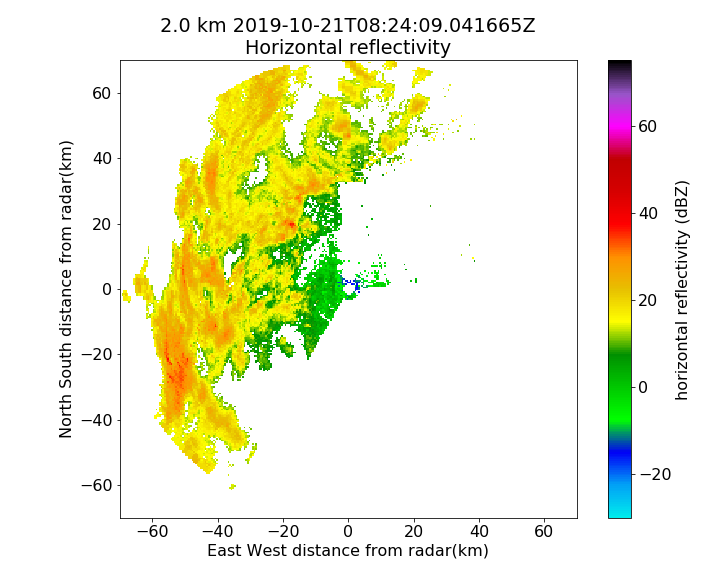 2.0 km 2019-10-21T08:24:09.041665Z
Horizontal reflectivity
North South distance from radar(km)
60
40
20
0
−20
−40
−60
−60 −40 −20 0 20 40 60
East West distance from radar(km)
60
40
20
0
−20
horizontal reflectivity (dBZ)